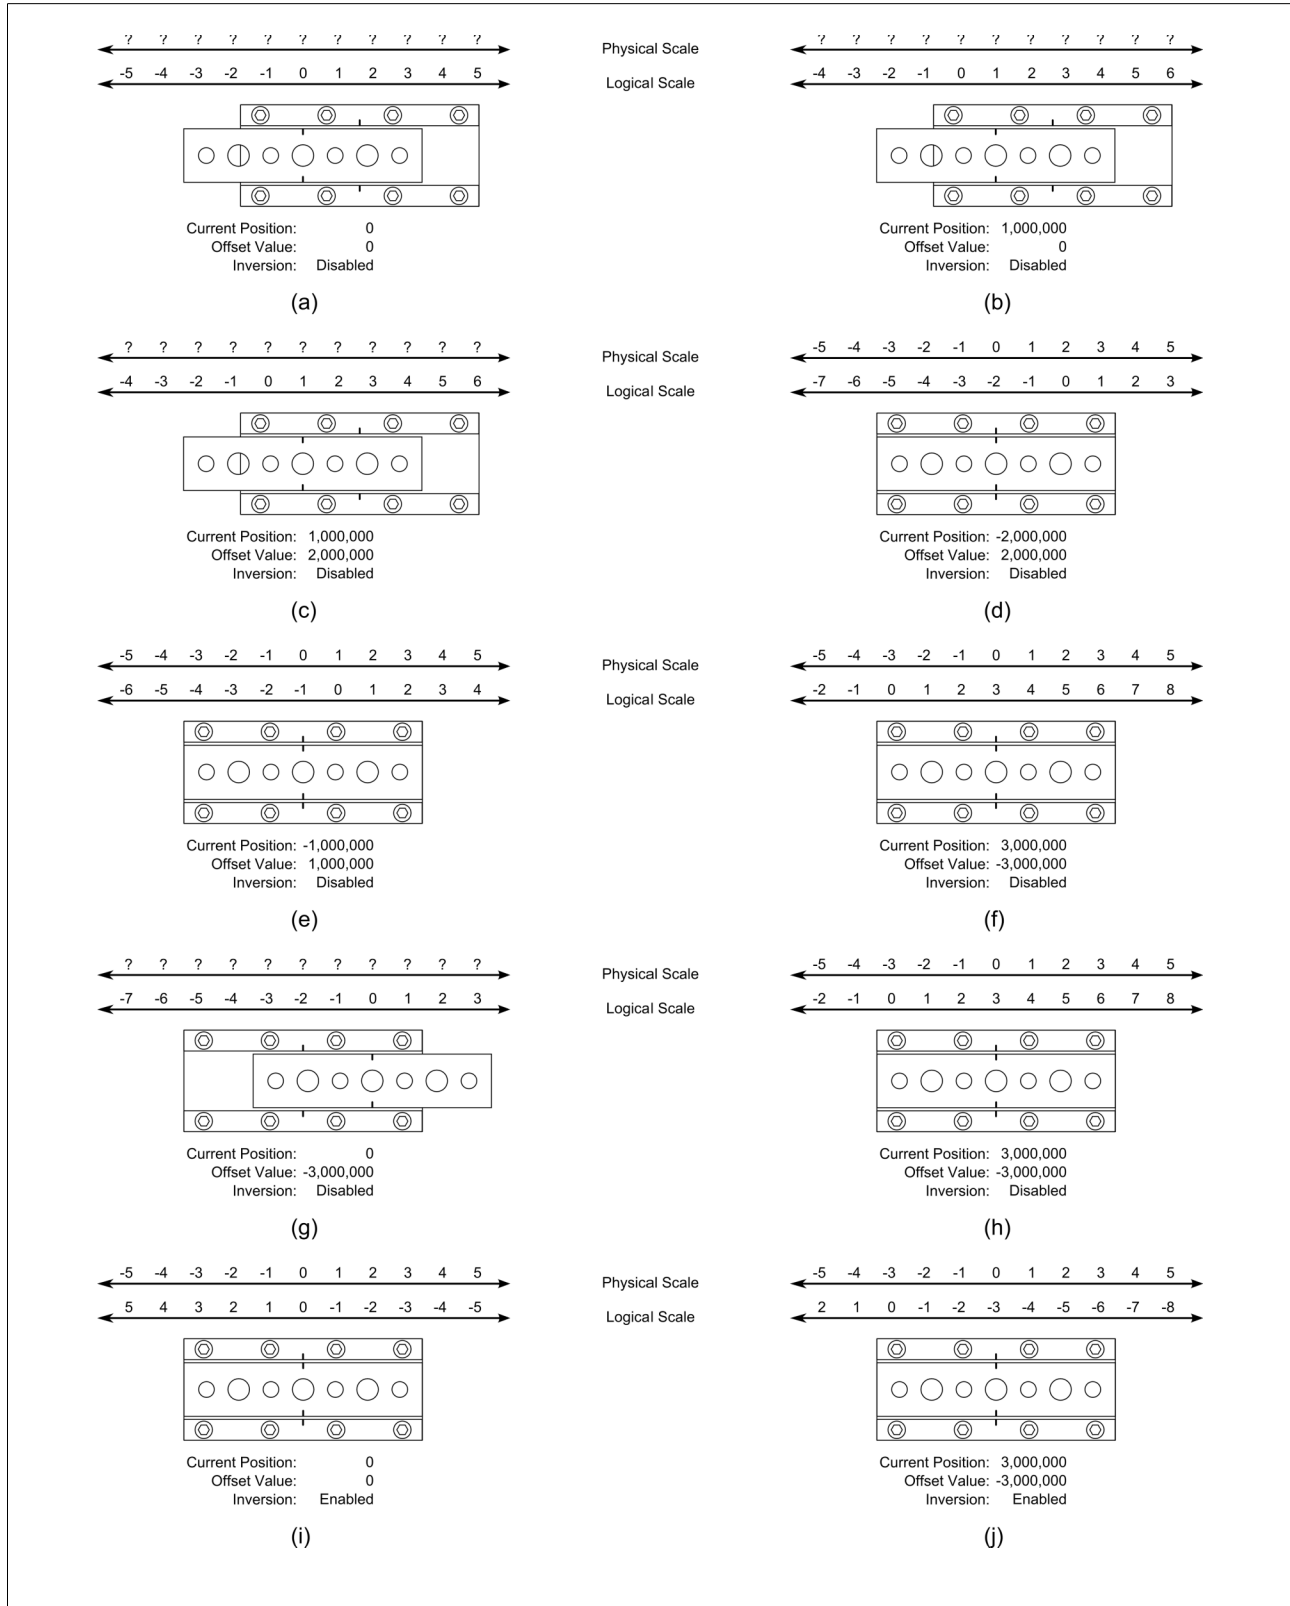 ? ? ? ? ? ? ? ? ? ? ? Physical Scale ? ? ? ? ? ? ? ? ? ? ?
-5 -4 -3 -2 -1 0 1 2 3 4 5 Logical Scale -4 -3 -2 -1 0 1 2 3 4 5 6
Current Position: 0 Current Position: 1,000,000
Offset Value: 0 Offset Value: 0
Inversion: Disabled Inversion: Disabled
(a) (b)
? ? ? ? ? ? ? ? ? ? ? Physical Scale -5 -4 -3 -2 -1 0 1 2 3 4 5
-4 -3 -2 -1 0 1 2 3 4 5 6 Logical Scale -7 -6 -5 -4 -3 -2 -1 0 1 2 3
Current Position: 1,000,000 Current Position: -2,000,000
Offset Value: 2,000,000 Offset Value: 2,000,000
Inversion: Disabled Inversion: Disabled
(c) (d)
-5 -4 -3 -2 -1 0 1 2 3 4 5 Physical Scale -5 -4 -3 -2 -1 0 1 2 3 4 5
-6 -5 -4 -3 -2 -1 0 1 2 3 4 Logical Scale -2 -1 0 1 2 3 4 5 6 7 8
Current Position: -1,000,000 Current Position: 3,000,000
Offset Value: 1,000,000 Offset Value: -3,000,000
Inversion: Disabled Inversion: Disabled
(e) (f)
? ? ? ? ? ? ? ? ? ? ? Physical Scale -5 -4 -3 -2 -1 0 1 2 3 4 5
-7 -6 -5 -4 -3 -2 -1 0 1 2 3 Logical Scale -2 -1 0 1 2 3 4 5 6 7 8
Current Position: 0 Current Position: 3,000,000
Offset Value: -3,000,000 Offset Value: -3,000,000
Inversion: Disabled Inversion: Disabled
(g) (h)
-5 -4 -3 -2 -1 0 1 2 3 4 5 Physical Scale -5 -4 -3 -2 -1 0 1 2 3 4 5
5 4 3 2 1 0 -1 -2 -3 -4 -5 Logical Scale 2 1 0 -1 -2 -3 -4 -5 -6 -7 -8
Current Position: 0 Current Position: 3,000,000
Offset Value: 0 Offset Value: -3,000,000
Inversion: Enabled Inversion: Enabled
(i) (j)